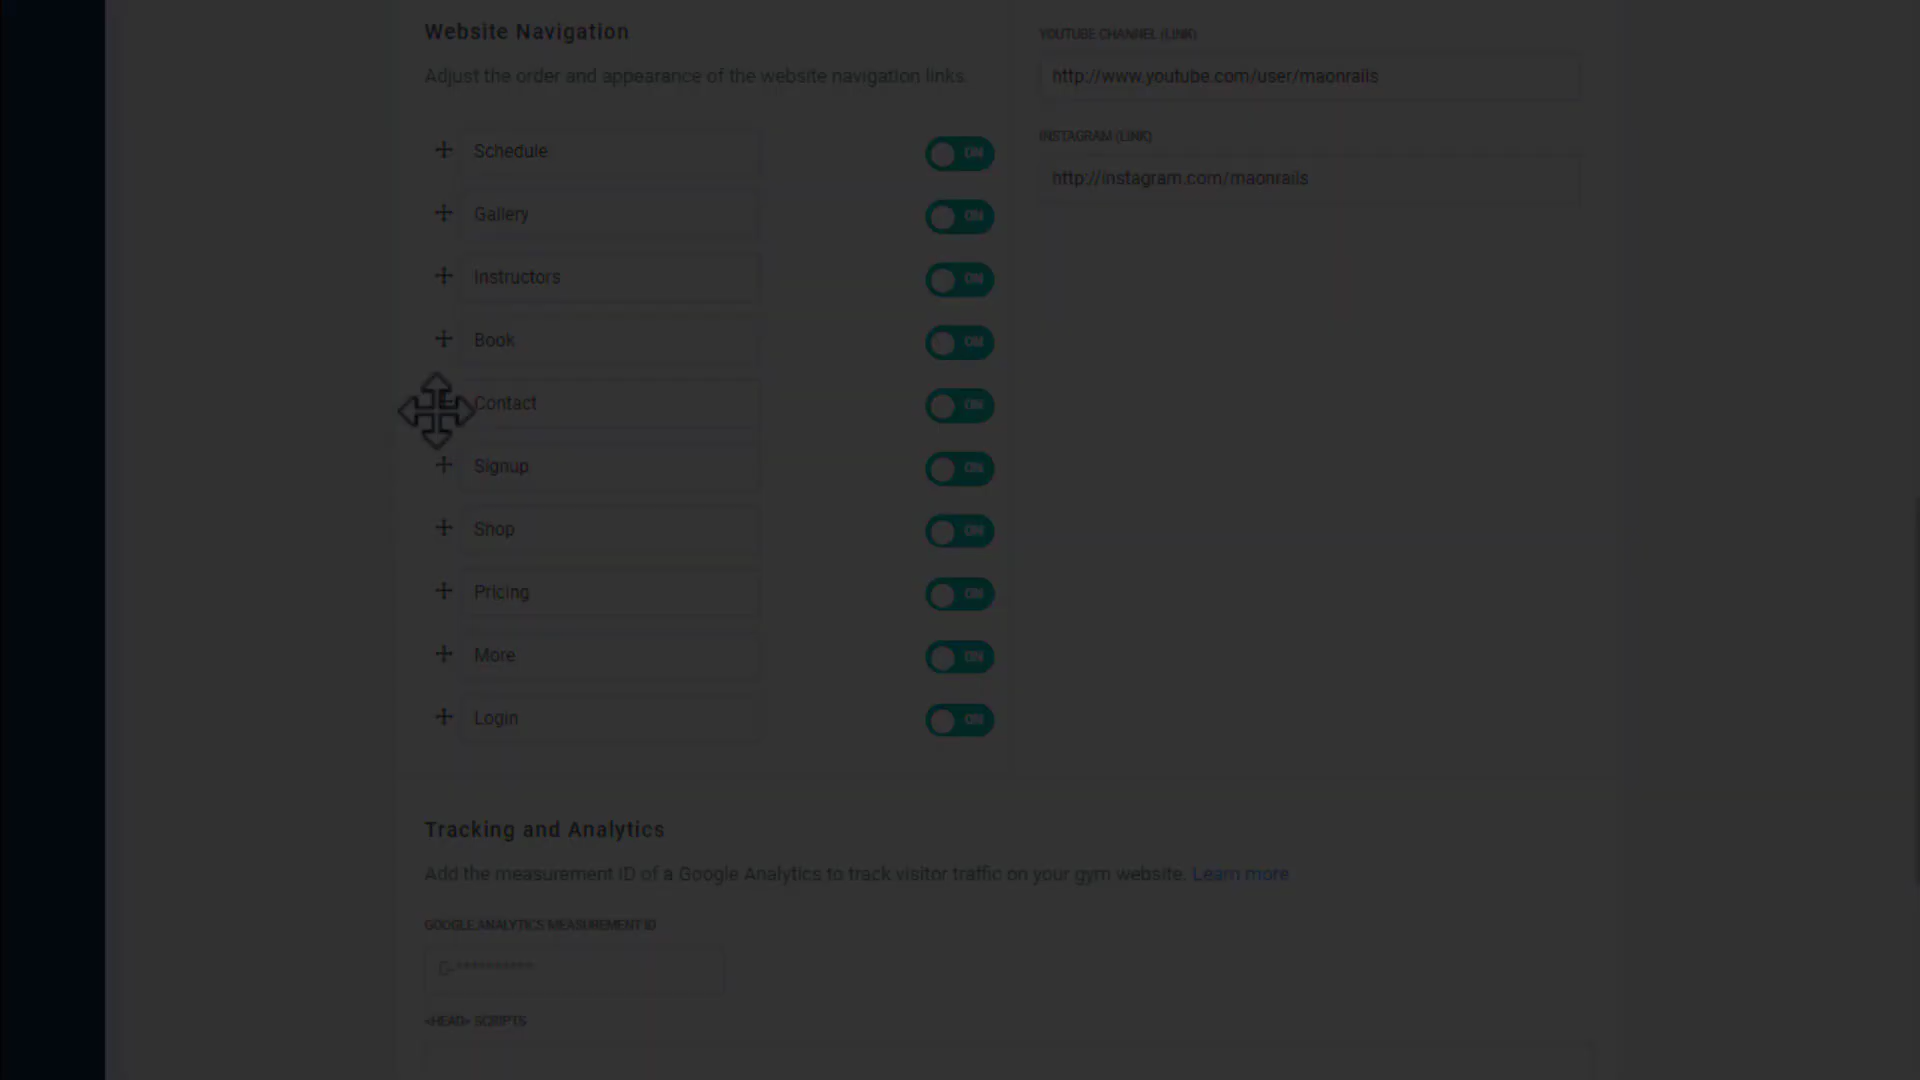 Website Navigation
Adjust the order and appearance of the website navigation links.
Schedule ON
Gallery ON
Instructors ON
Book ON
Contact ON
Signup ON
Shop ON
Pricing ON
More ON
Login ON
YOUTUBE CHANNEL (LINK)
http://www.youtube.com/user/maonrails
INSTAGRAM (LINK)
http://instagram.com/maonrails
Tracking and Analytics
Add the measurement ID of a Google Analytics to track visitor traffic on your gym website. Learn more
GOOGLE ANALYTICS MEASUREMENT ID
G-**********
<HEAD> SCRIPTS